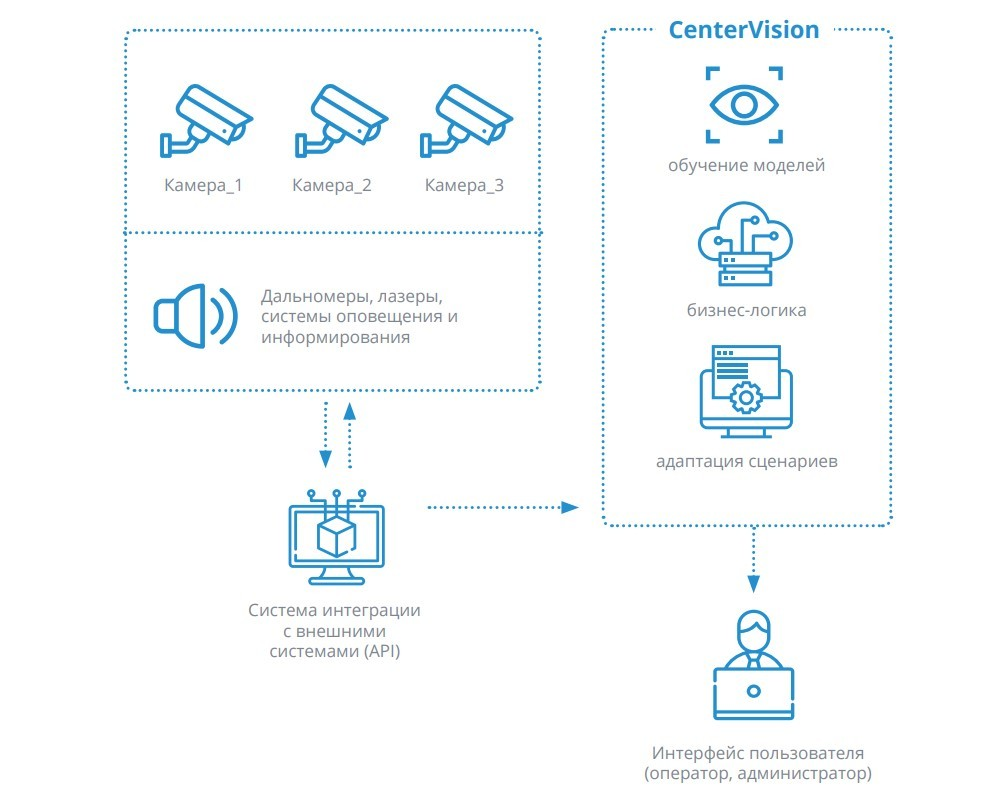 Камера_1
Камера_2
Камера_3
Дальномеры, лазеры,
системы оповещения и
информирования
Система интеграции
с внешними
системами (API)
CenterVision
обучение моделей
бизнес-логика
адаптация сценариев
Интерфейс пользователя
(оператор, администратор)